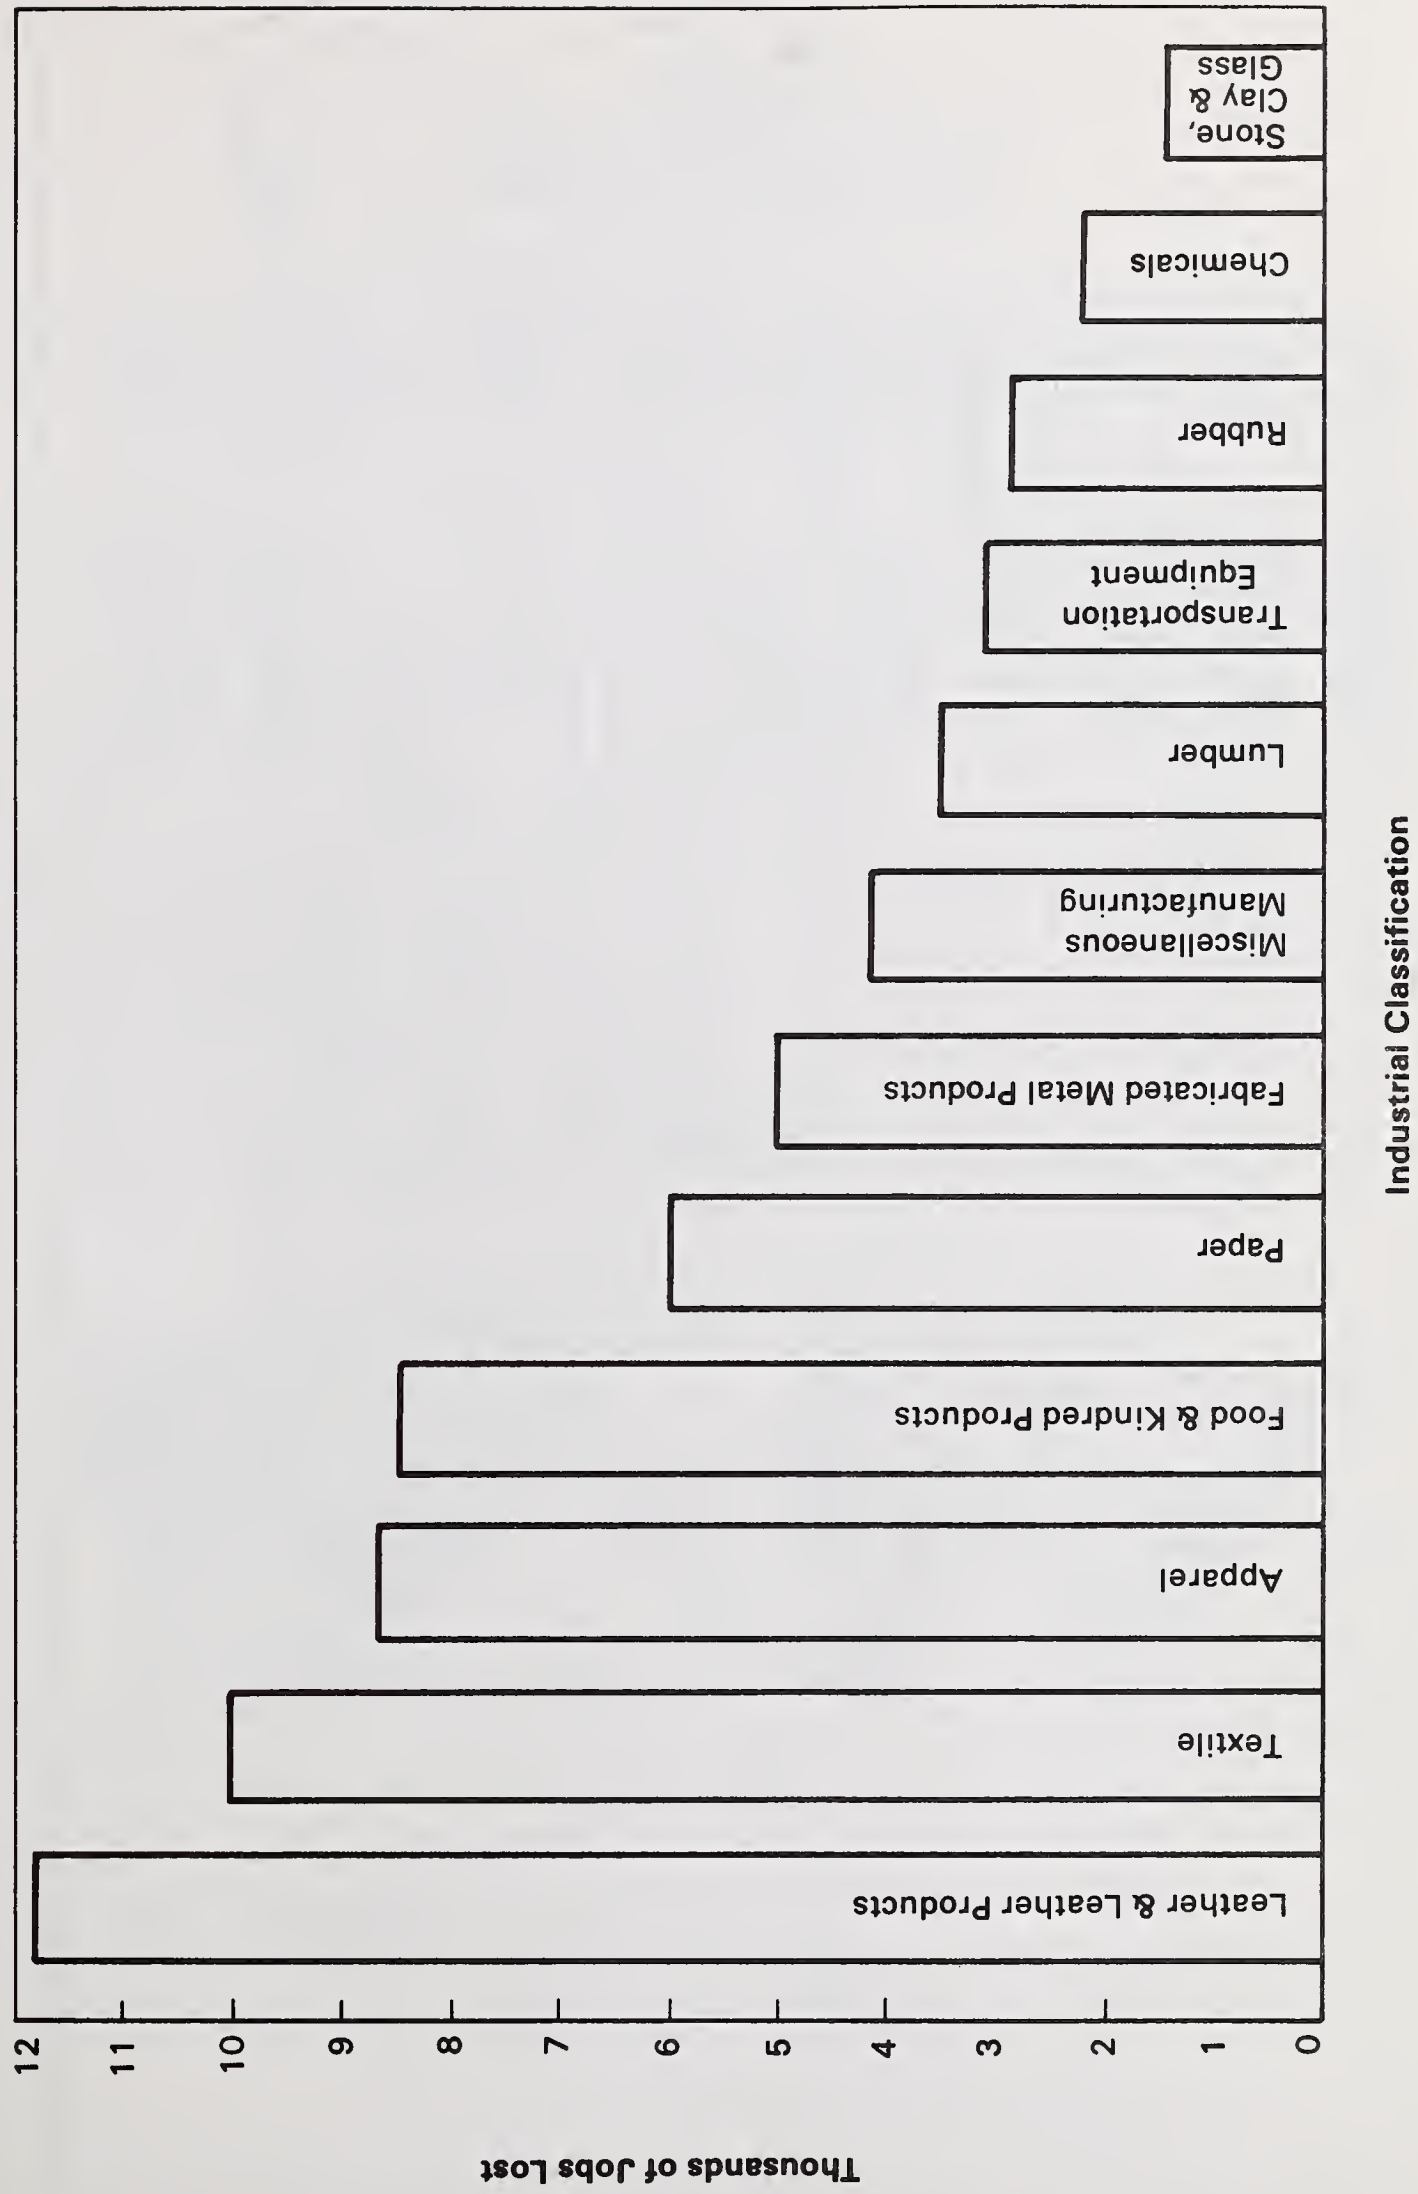 Thousands of Jobs Lost
12
11
10
9
8
7
6
5
4
3
2
1
0
Leather & Leather Products
Textile
Apparel
Food & Kindred Products
Paper
Fabricated Metal Products
Miscellaneous
Manufacturing
Lumber
Transportation
Equipment
Rubber
Chemicals
Stone,
Clay &
Glass
Industrial Classification